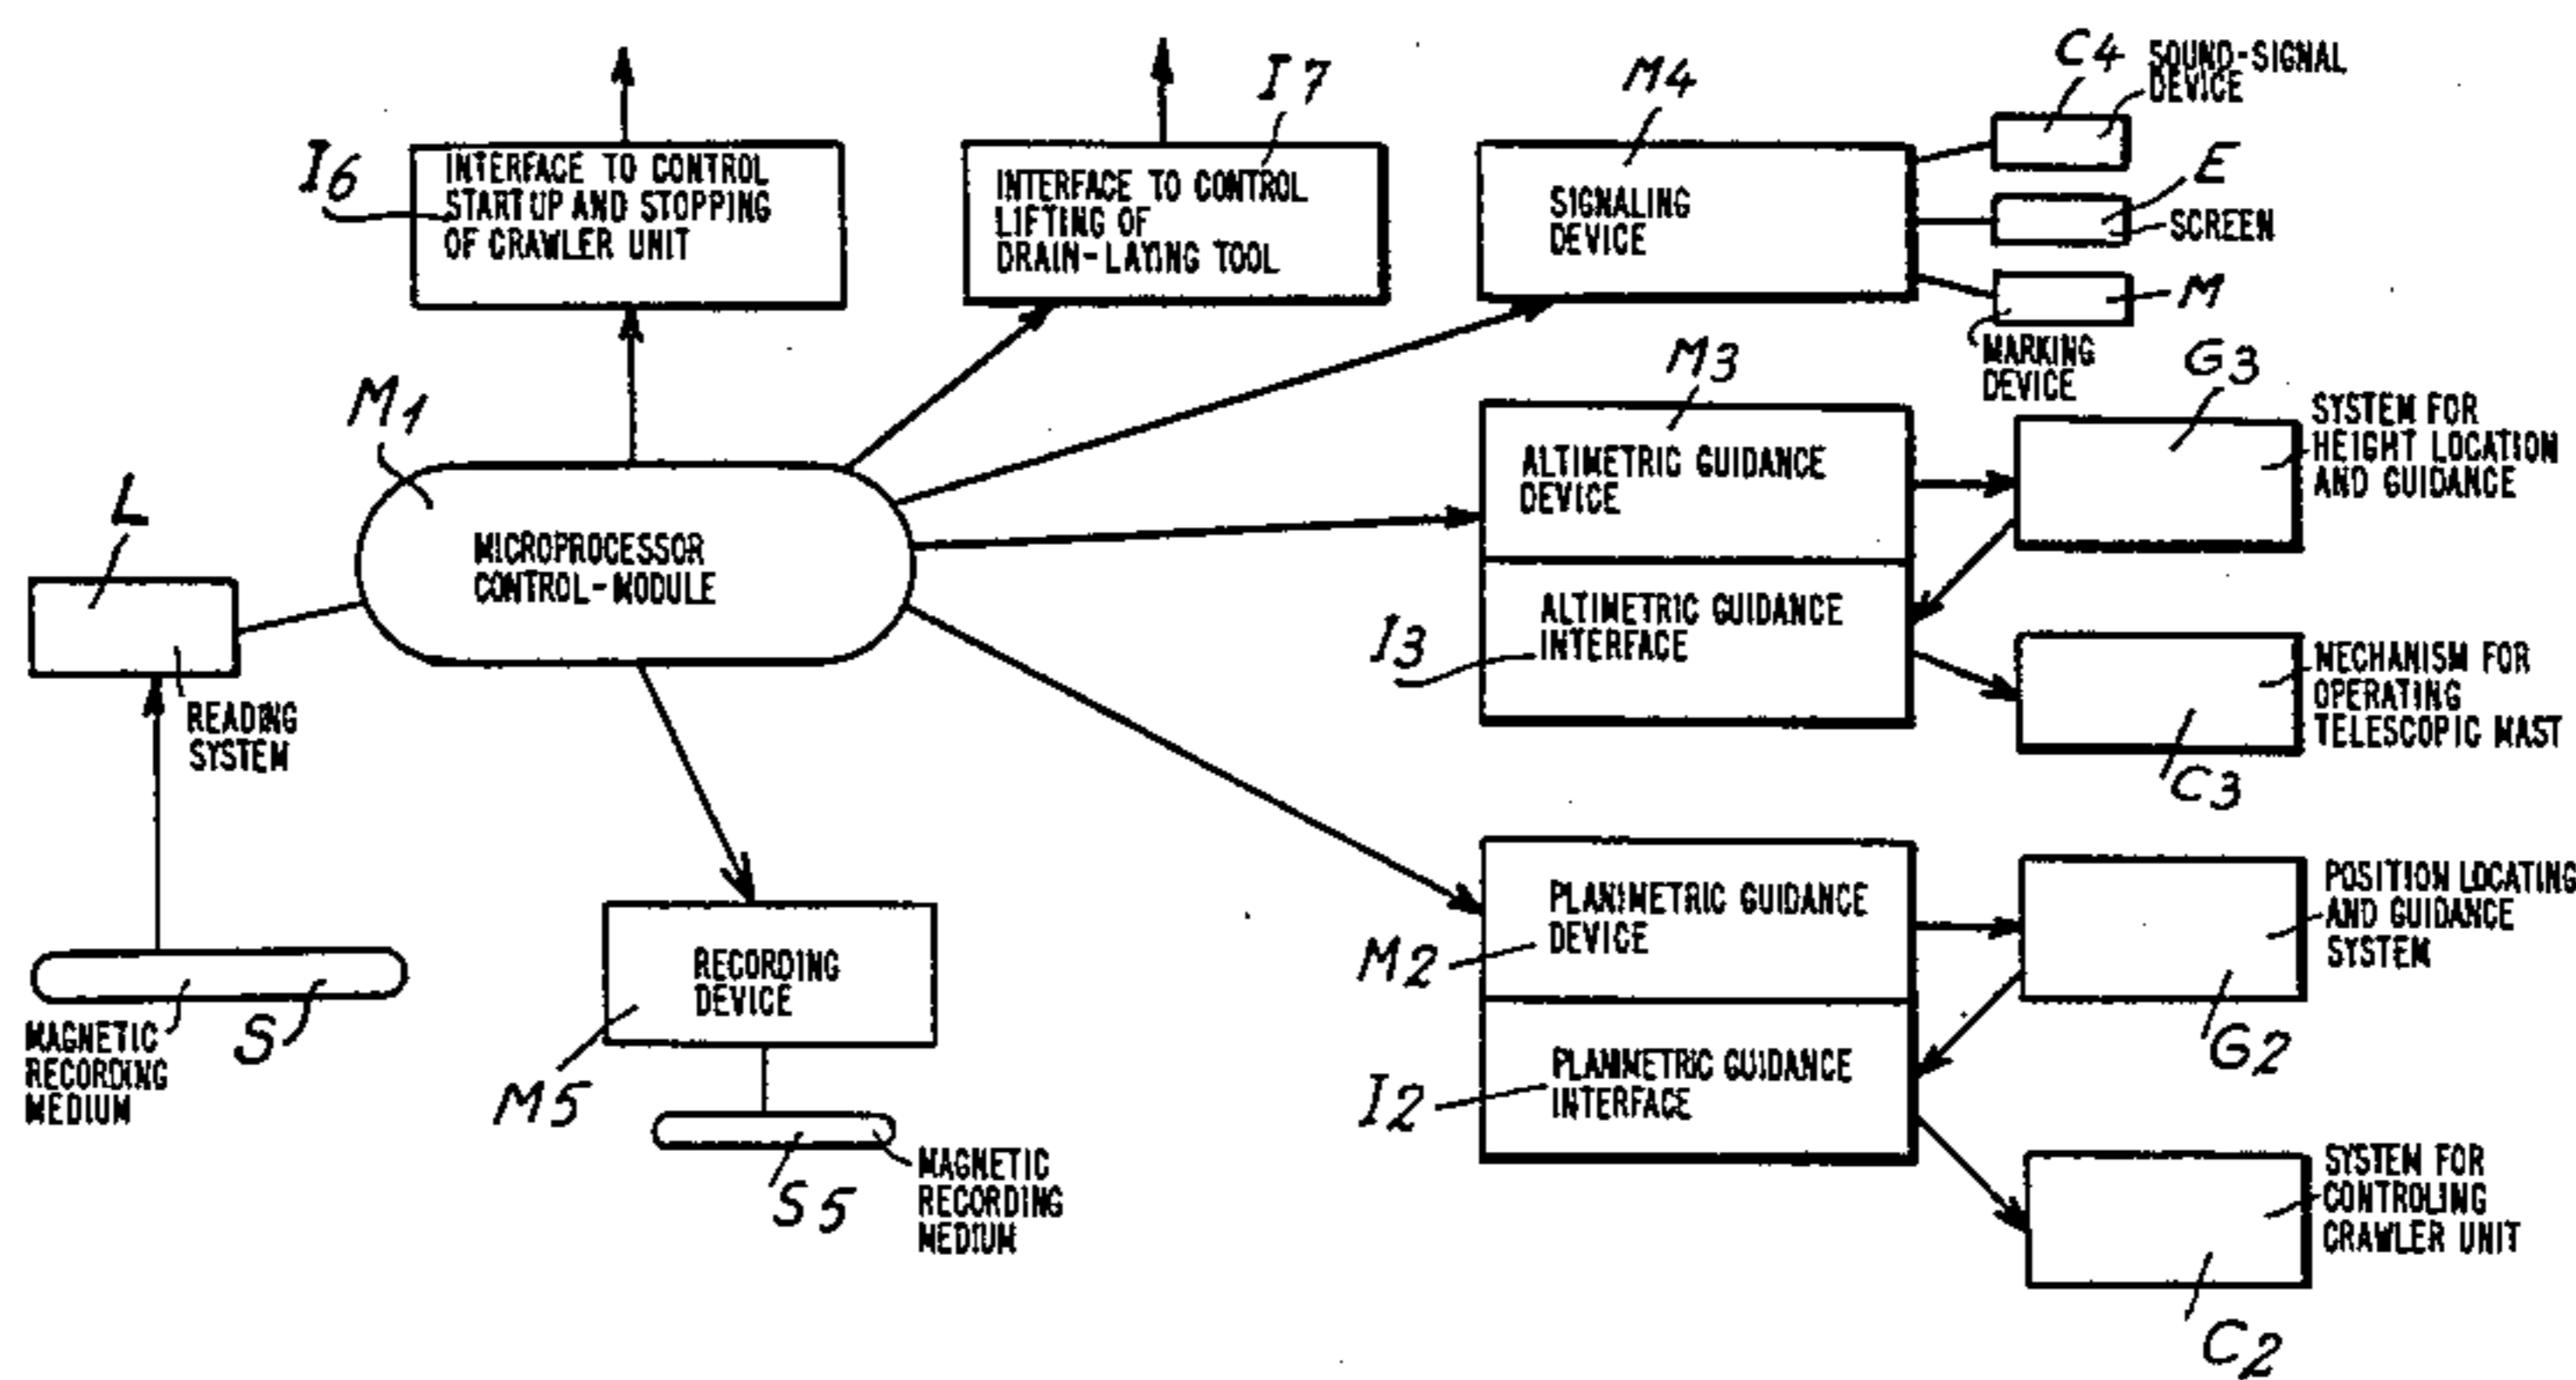 I6
INTERFACE TO CONTROL
STARTUP AND STOPPING
OF CRAWLER UNIT
I7
INTERFACE TO CONTROL
LIFTING OF
DRAIN-LAYING TOOL
M4
SIGNALING
DEVICE
C4
SOUND-SIGNAL
DEVICE
E
SCREEN
M
MARKING
DEVICE
M1
MICROPROCESSOR
CONTROL-MODULE
L
READING
SYSTEM
S
MAGNETIC
RECORDING
MEDIUM
M3
ALTIMETRIC GUIDANCE
DEVICE
I3
ALTIMETRIC GUIDANCE
INTERFACE
G3
SYSTEM FOR
HEIGHT LOCATION
AND GUIDANCE
MECHANISM FOR
OPERATING
TELESCOPIC MAST
C3
RECORDING
DEVICE
M5
S5
MAGNETIC
RECORDING
MEDIUM
M2
PLANIMETRIC GUIDANCE
DEVICE
I2
PLANIMETRIC GUIDANCE
INTERFACE
POSITION LOCATING
AND GUIDANCE
SYSTEM
G2
SYSTEM FOR
CONTROLING
CRAWLER UNIT
C2